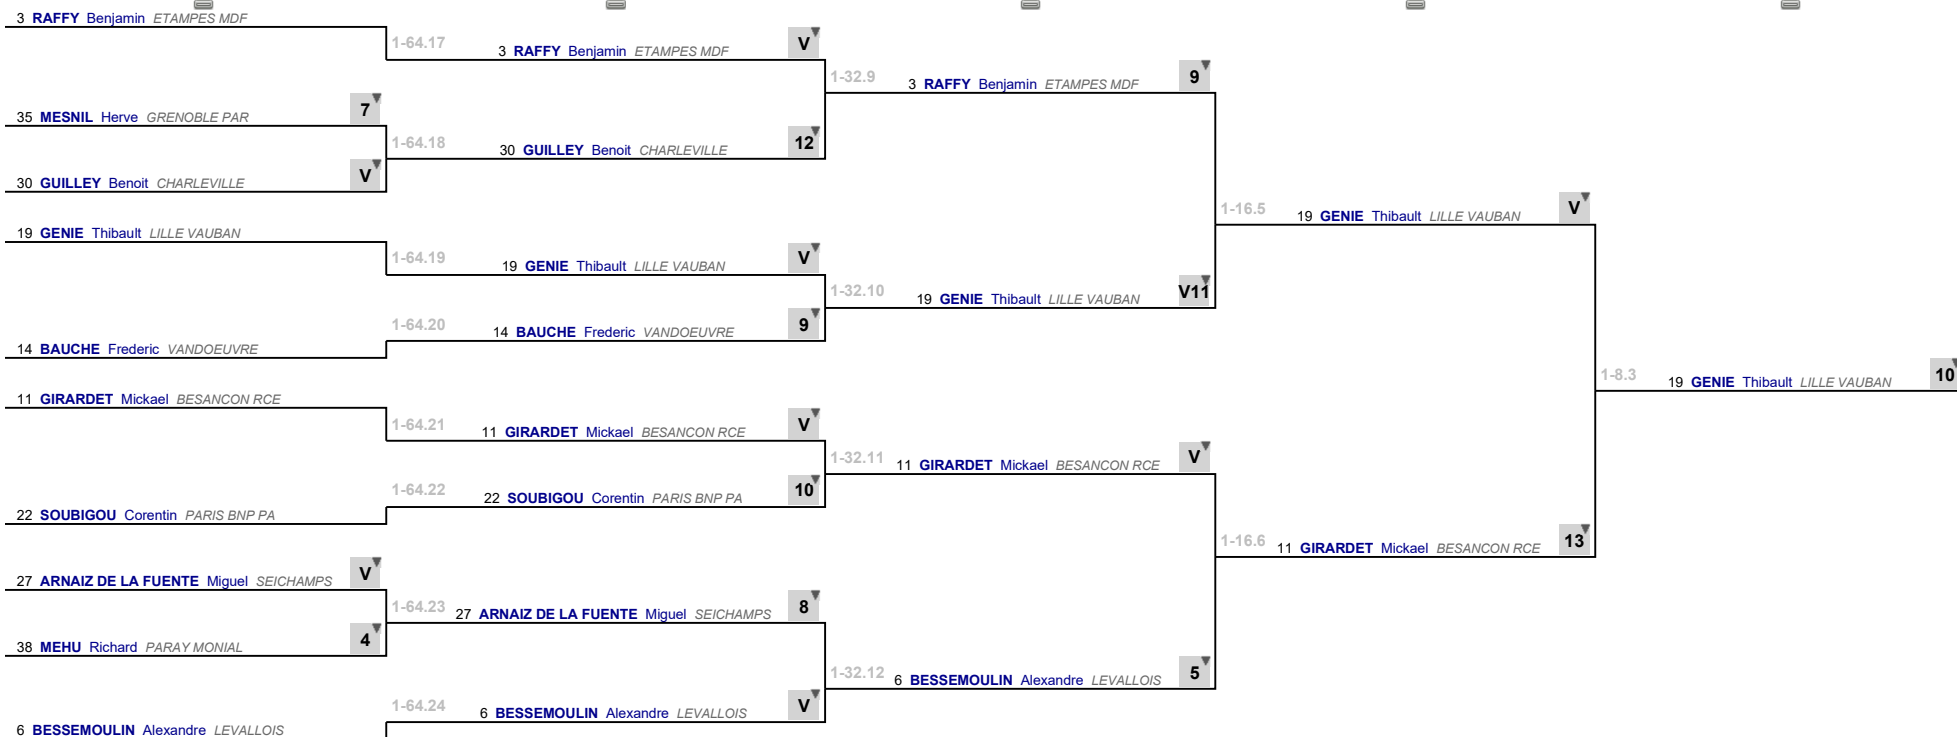 3 RAFFY Benjamin ETAMPES MDF
1-64.17
3 RAFFY Benjamin ETAMPES MDF V
1-32.9
3 RAFFY Benjamin ETAMPES MDF 9
35 MESNIL Herve GRENOBLE PAR 7
1-64.18
30 GUILLEY Benoit CHARLEVILLE 12
30 GUILLEY Benoit CHARLEVILLE V
1-16.5
19 GENIE Thibault LILLE VAUBAN V
19 GENIE Thibault LILLE VAUBAN
1-64.19
19 GENIE Thibault LILLE VAUBAN V
1-32.10
19 GENIE Thibault LILLE VAUBAN V11
1-64.20
14 BAUCHE Frederic VANDOEUVRE 9
14 BAUCHE Frederic VANDOEUVRE
1-8.3
19 GENIE Thibault LILLE VAUBAN 10
11 GIRARDET Mickael BESANCON RCE
1-64.21
11 GIRARDET Mickael BESANCON RCE V
1-32.11
11 GIRARDET Mickael BESANCON RCE V
1-64.22
22 SOUBIGOU Corentin PARIS BNP PA 10
22 SOUBIGOU Corentin PARIS BNP PA
1-16.6
11 GIRARDET Mickael BESANCON RCE 13
27 ARNAIZ DE LA FUENTE Miguel SEICHAMPS V
1-64.23
27 ARNAIZ DE LA FUENTE Miguel SEICHAMPS 8
38 MEHU Richard PARAY MONIAL 4
1-32.12
6 BESSEMOULIN Alexandre LEVALLOIS 5
1-64.24
6 BESSEMOULIN Alexandre LEVALLOIS V
6 BESSEMOULIN Alexandre LEVALLOIS